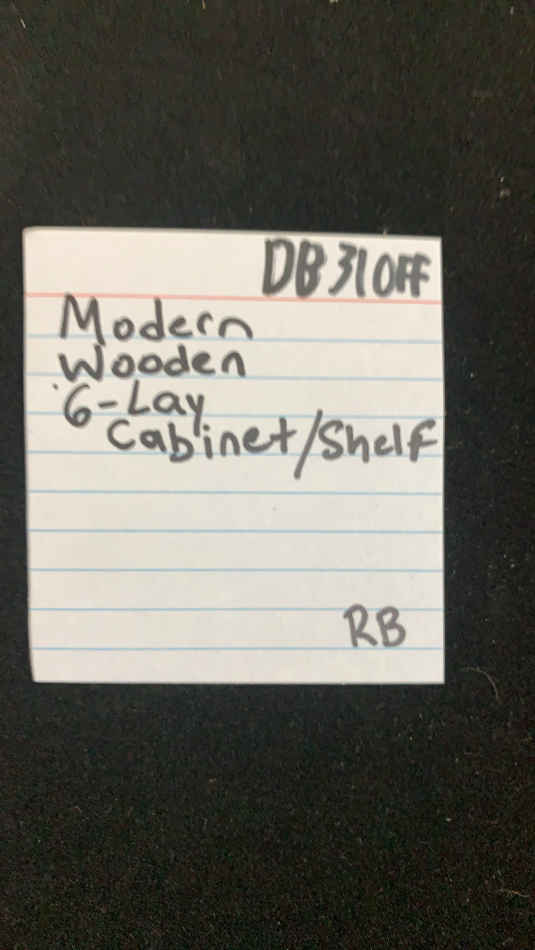 DB31OFF
Modern
Wooden
6-Lay
Cabinet/Shelf
RB